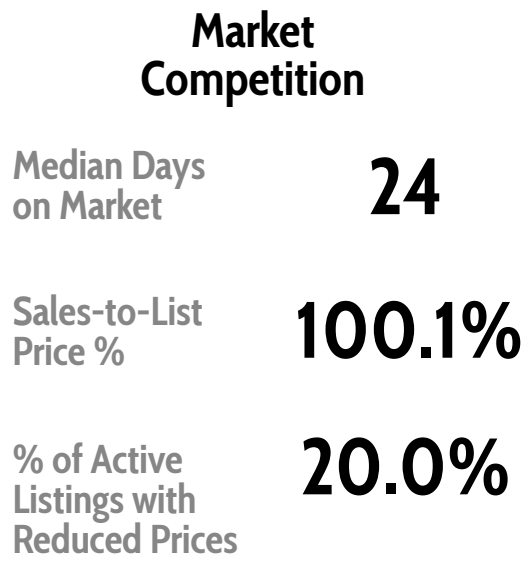 Market
Competition
Median Days
on Market
24
Sales-to-List
Price %
100.1%
% of Active
Listings with
Reduced Prices
20.0%